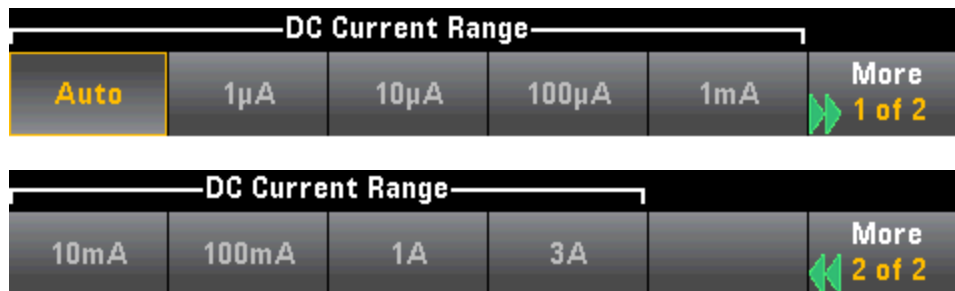 DC Current Range
Auto 1µA 10µA 100µA 1mA More
1 of 2
DC Current Range
10mA 100mA 1A 3A More
2 of 2